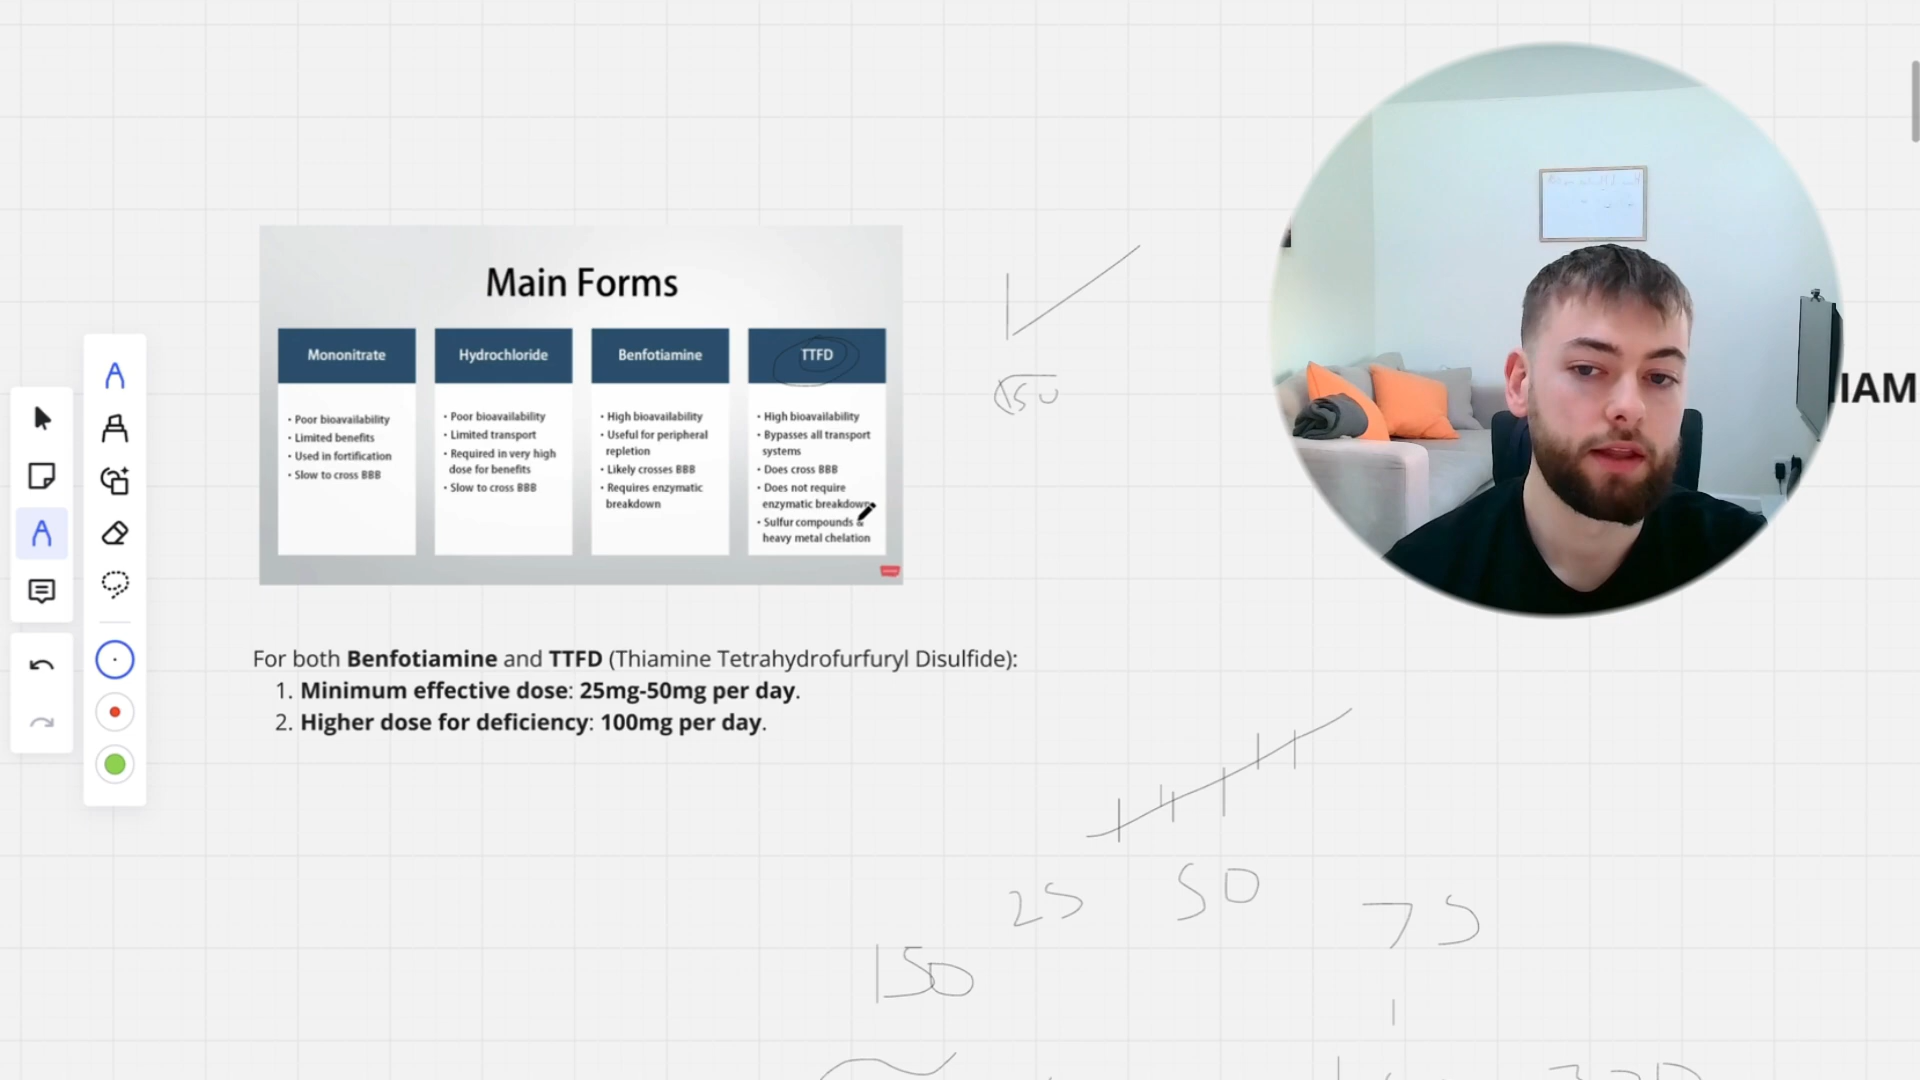 Main Forms
Mononitrate
• Poor bioavailability
• Limited benefits
• Used in fortification
• Slow to cross BBB
Hydrochloride
• Poor bioavailability
• Limited transport
• Required in very high
dose for benefits
• Slow to cross BBB
Benfotiamine
• High bioavailability
• Useful for peripheral
repletion
• Likely crosses BBB
• Requires enzymatic
breakdown
TTFD
• High bioavailability
• Bypasses all transport
systems
• Does cross BBB
• Does not require
enzymatic breakdown
• Sulfur compounds &
heavy metal chelation
150
IAM
For both Benfotiamine and TTFD (Thiamine Tetrahydrofurfuryl Disulfide):
1. Minimum effective dose: 25mg-50mg per day.
2. Higher dose for deficiency: 100mg per day.
25 50 75
150